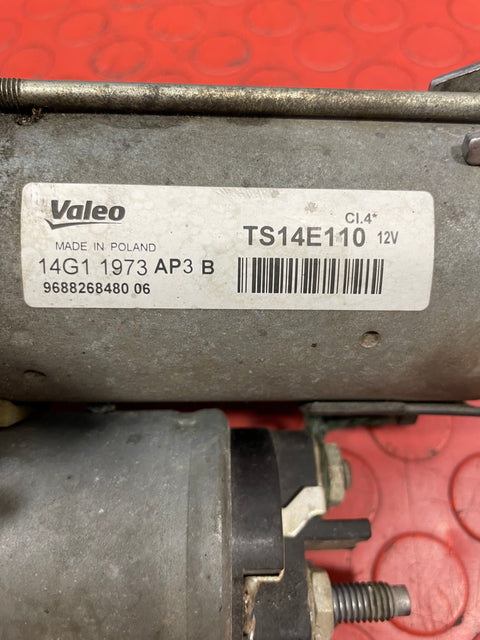 Valeo
MADE IN POLAND
14G1 1973 AP3 B
9688268480 06
Cl.4*
TS14E110 12V